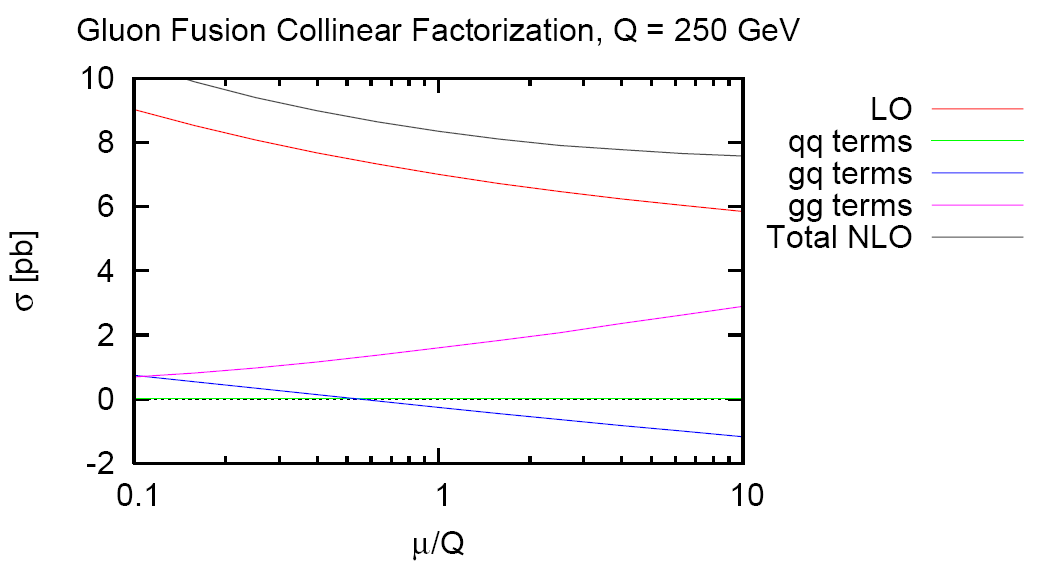 Gluon Fusion Collinear Factorization, Q = 250 GeV
10
8
6
4
2
0
-2
σ [pb]
0.1
1
10
μ/Q
LO
qq terms
gq terms
gg terms
Total NLO